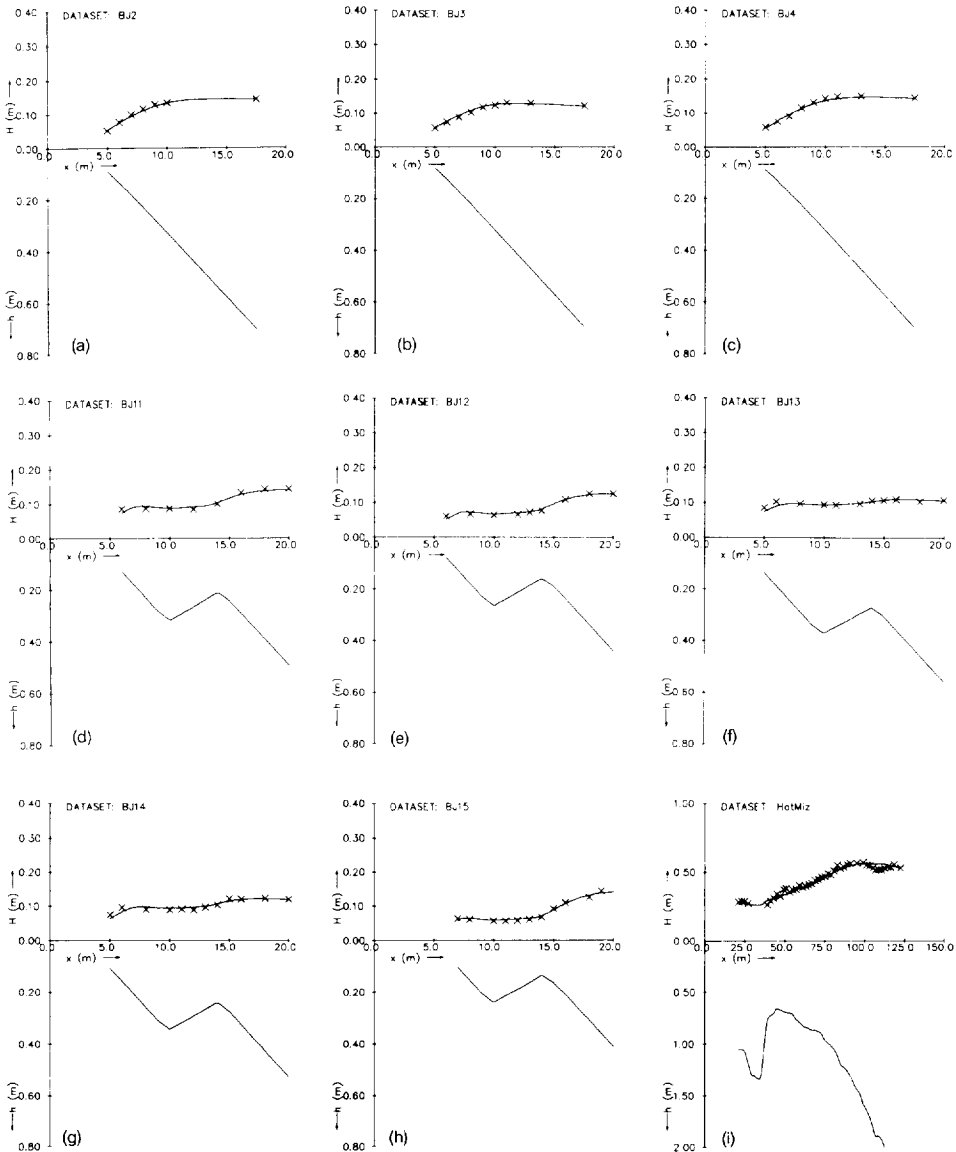 DATASET: BJ2
0.40
0.30
0.20
0.10
0.00
H (m)
0.0 5.0 10.0 15.0 20.0
x (m)
0.20
0.40
0.60
0.80
h (m)
(a)
DATASET: BJ3
0.40
0.30
0.20
0.10
0.00
H (m)
0.0 5.0 10.0 15.0 20.0
x (m)
0.20
0.40
0.60
0.80
h (m)
(b)
DATASET: BJ4
0.40
0.30
0.20
0.10
0.00
H (m)
0.0 5.0 10.0 15.0 20.0
x (m)
0.20
0.40
0.60
0.80
h (m)
(c)
DATASET: BJ11
0.40
0.30
0.20
0.10
0.00
H (m)
0.0 5.0 10.0 15.0 20.0
x (m)
0.20
0.40
0.60
0.80
h (m)
(d)
DATASET: BJ12
0.40
0.30
0.20
0.10
0.00
H (m)
0.0 5.0 10.0 15.0 20.0
x (m)
0.20
0.40
0.60
0.80
h (m)
(e)
DATASET BJ13
0.40
0.30
0.20
0.10
0.00
H (m)
0.0 5.0 10.0 15.0 20.0
x (m)
0.20
0.40
0.60
0.80
h (m)
(f)
DATASET: BJ14
0.40
0.30
0.20
0.10
0.00
H (m)
0.0 5.0 10.0 15.0 20.0
x (m)
0.20
0.40
0.60
0.80
h (m)
(g)
DATASET: BJ15
0.40
0.30
0.20
0.10
0.00
H (m)
0.0 5.0 10.0 15.0 20.0
x (m)
0.20
0.40
0.60
0.80
h (m)
(h)
DATASET HotMiz
1.00
0.50
0.00
H (m)
0.0 25.0 50.0 75.0 100.0 125.0 150.0
x (m)
0.50
1.00
1.50
2.00
h (m)
(i)